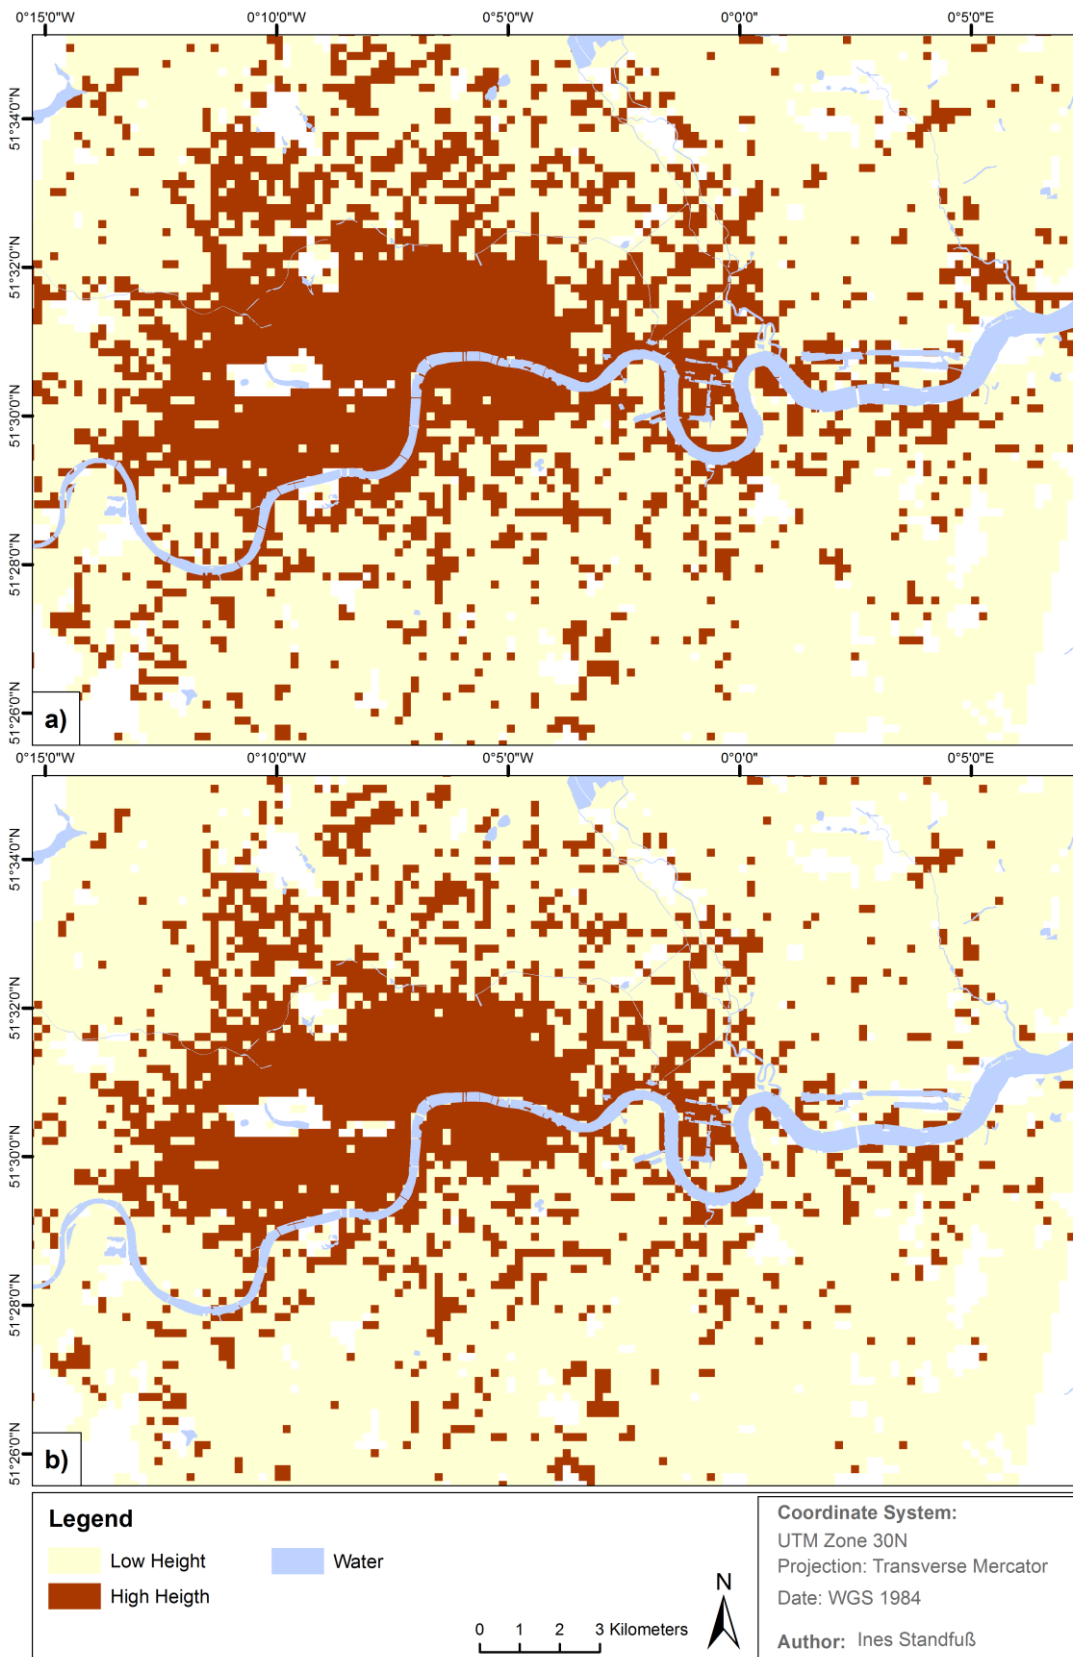 0°15'0"W 0°10'0"W 0°5'0"W 0°0'0" 0°5'0"E
51°34'0"N
51°32'0"N
51°30'0"N
51°28'0"N
51°26'0"N
a)
0°15'0"W 0°10'0"W 0°5'0"W 0°0'0" 0°5'0"E
51°34'0"N
51°32'0"N
51°30'0"N
51°28'0"N
51°26'0"N
b)
Legend
Low Height
Water
High Heigth
N
0 1 2 3 Kilometers
Coordinate System:
UTM Zone 30N
Projection: Transverse Mercator
Date: WGS 1984
Author: Ines Standfuß